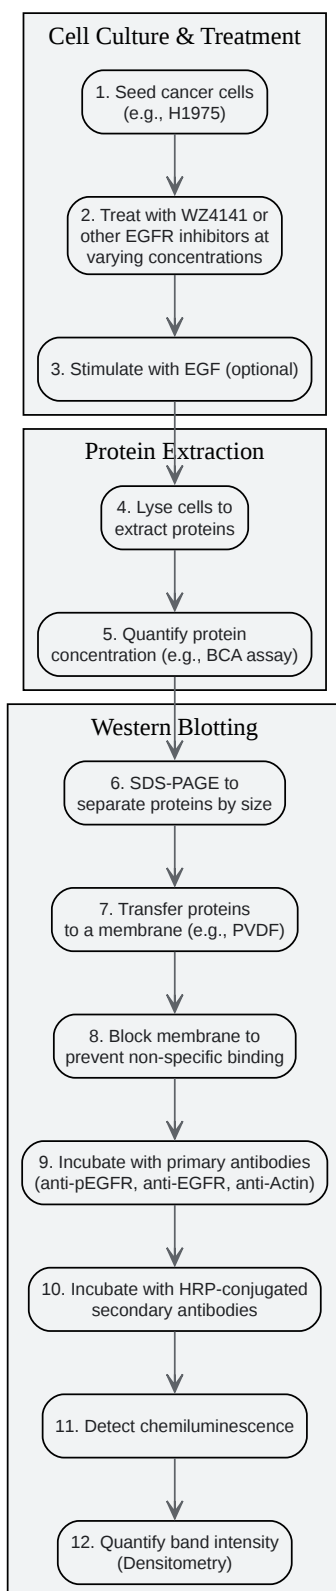 Cell Culture & Treatment
1. Seed cancer cells
(e.g., H1975)
2. Treat with WZ4141 or
other EGFR inhibitors at
varying concentrations
3. Stimulate with EGF (optional)
Protein Extraction
4. Lyse cells to
extract proteins
5. Quantify protein
concentration (e.g., BCA assay)
Western Blotting
6. SDS-PAGE to
separate proteins by size
7. Transfer proteins
to a membrane (e.g., PVDF)
8. Block membrane to
prevent non-specific binding
9. Incubate with primary antibodies
(anti-pEGFR, anti-EGFR, anti-Actin)
10. Incubate with HRP-conjugated
secondary antibodies
11. Detect chemiluminescence
12. Quantify band intensity
(Densitometry)